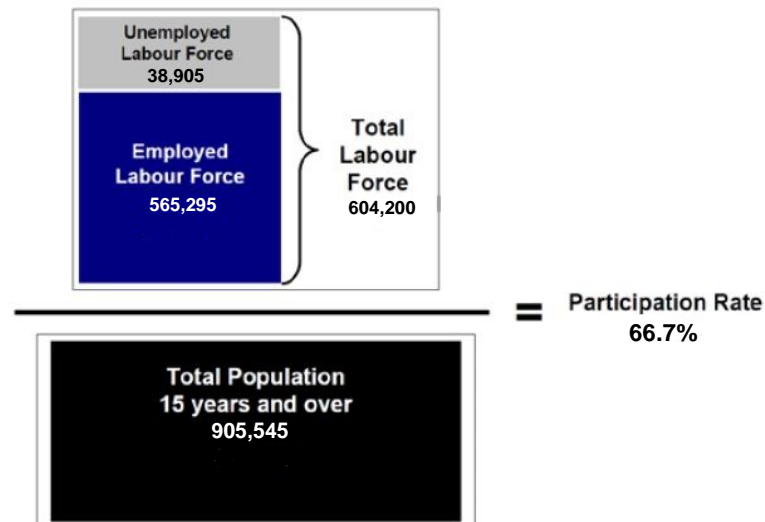 Unemployed
Labour Force
38,905
Employed
Labour Force
565,295
Total
Labour
Force
604,200
=
Participation Rate
66.7%
Total Population
15 years and over
905,545